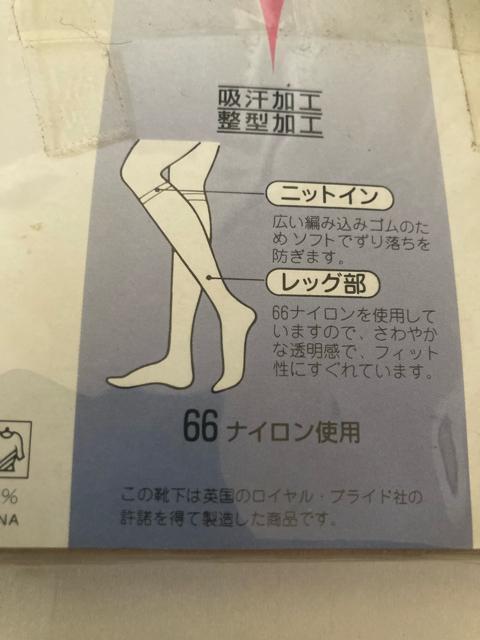 吸汗加工
整型加工
ニットイン
広い編み込みゴムのた
め ソフトでずり落ちを
防ぎます。
レッグ部
66ナイロンを使用して
いますので、さわやか
な透明感で、フィット
性にすぐれています。
66 ナイロン使用
%
NA
この靴下は英国のロイヤル・プライド社の
許諾を得て製造した商品です。